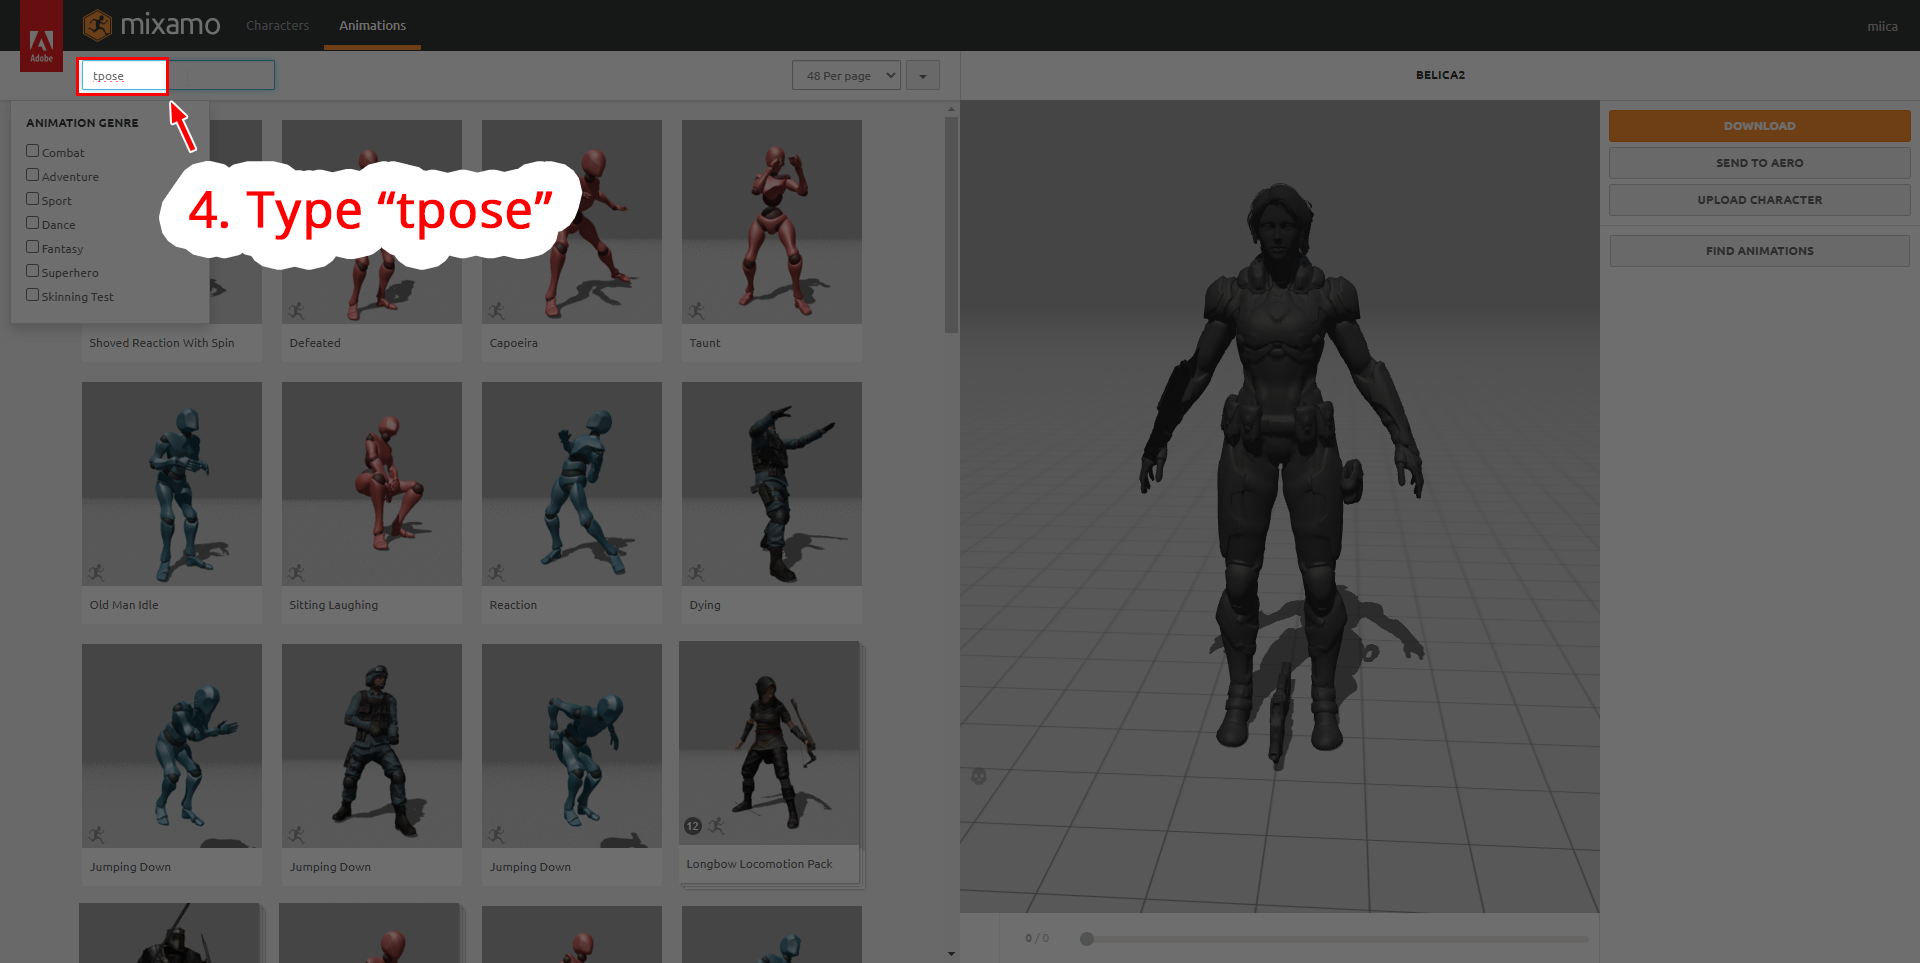 mixamo
Characters
Animations
miica
Adobe
tpose
48 Per page
BELICA2
ANIMATION GENRE
Combat
Adventure
Sport
Dance
Fantasy
Superhero
Skinning Test
4. Type “tpose”
DOWNLOAD
SEND TO AERO
UPLOAD CHARACTER
FIND ANIMATIONS
Shoved Reaction With Spin
Defeated
Capoeira
Taunt
Old Man Idle
Sitting Laughing
Reaction
Dying
12
Jumping Down
Jumping Down
Jumping Down
Longbow Locomotion Pack
0 / 0